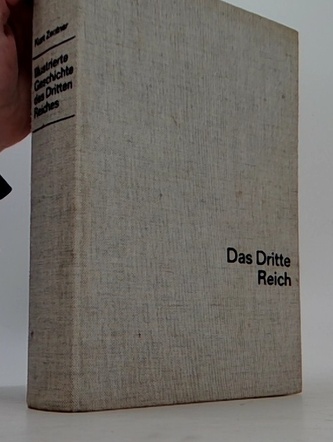 Kurt Zentner
Illustrierte
Geschichte
des Dritten
Reiches
Das Dritte
Reich